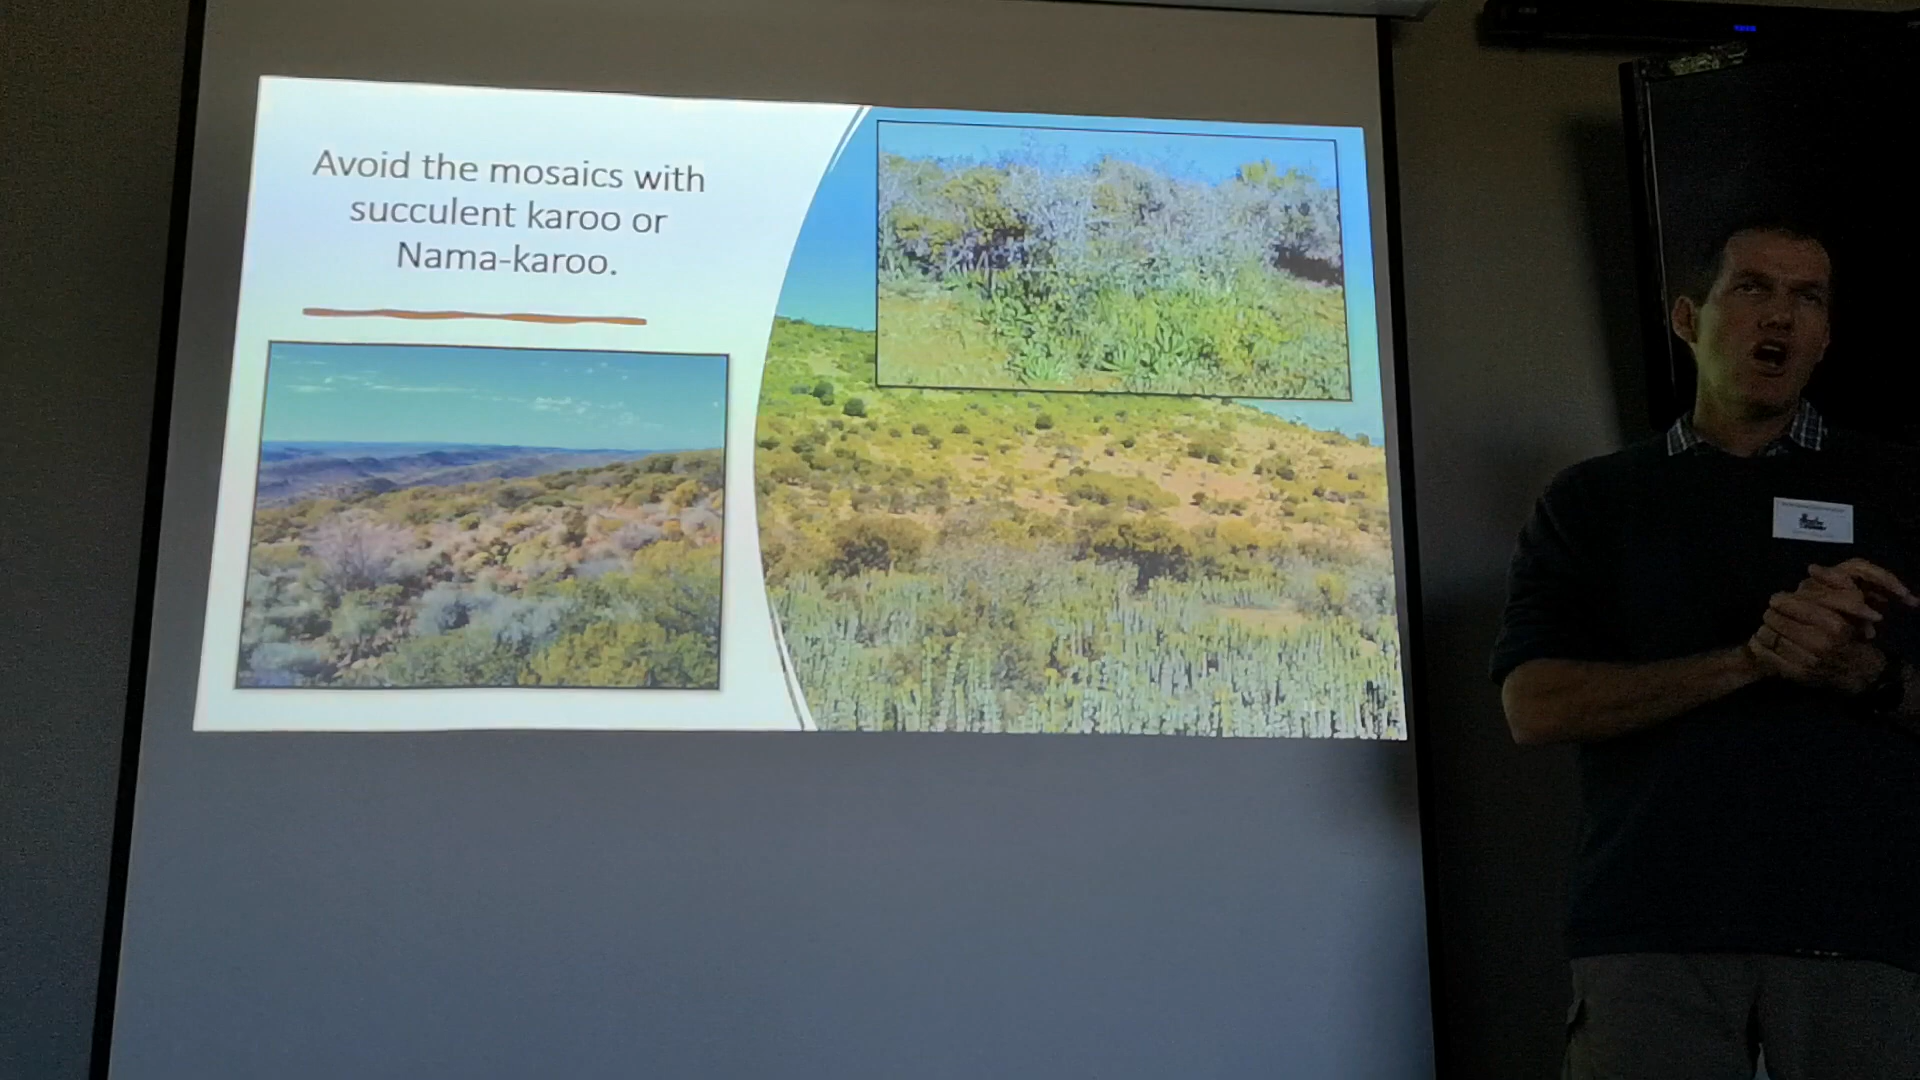 Avoid the mosaics with
succulent karoo or
Nama-karoo.